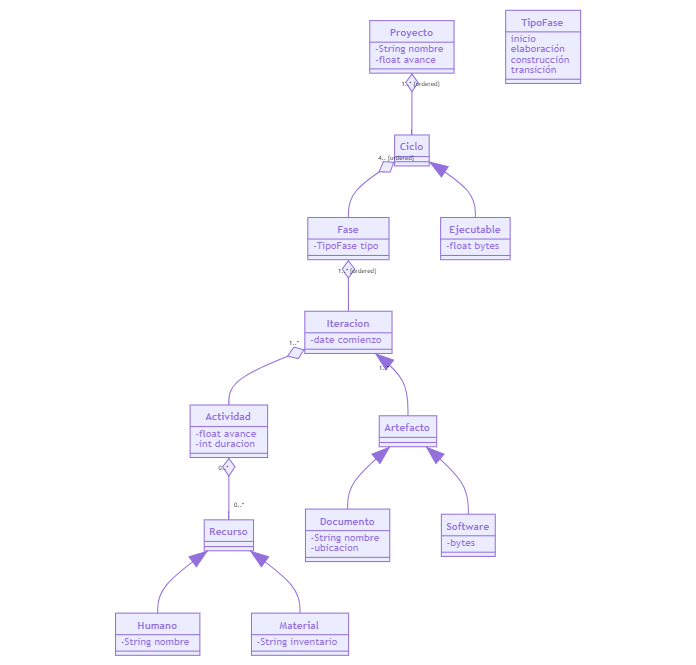 Proyecto
-String nombre
-float avance
TipoFase
inicio
elaboración
construcción
transición
1..* {ordered}
Ciclo
4.. {ordered}
Fase
-TipoFase tipo
Ejecutable
-float bytes
1..* {ordered}
Iteracion
-date comienzo
1..*
Actividad
-float avance
-int duracion
Artefacto
0..*
0..*
Recurso
Documento
-String nombre
-ubicacion
Software
-bytes
Humano
-String nombre
Material
-String inventario